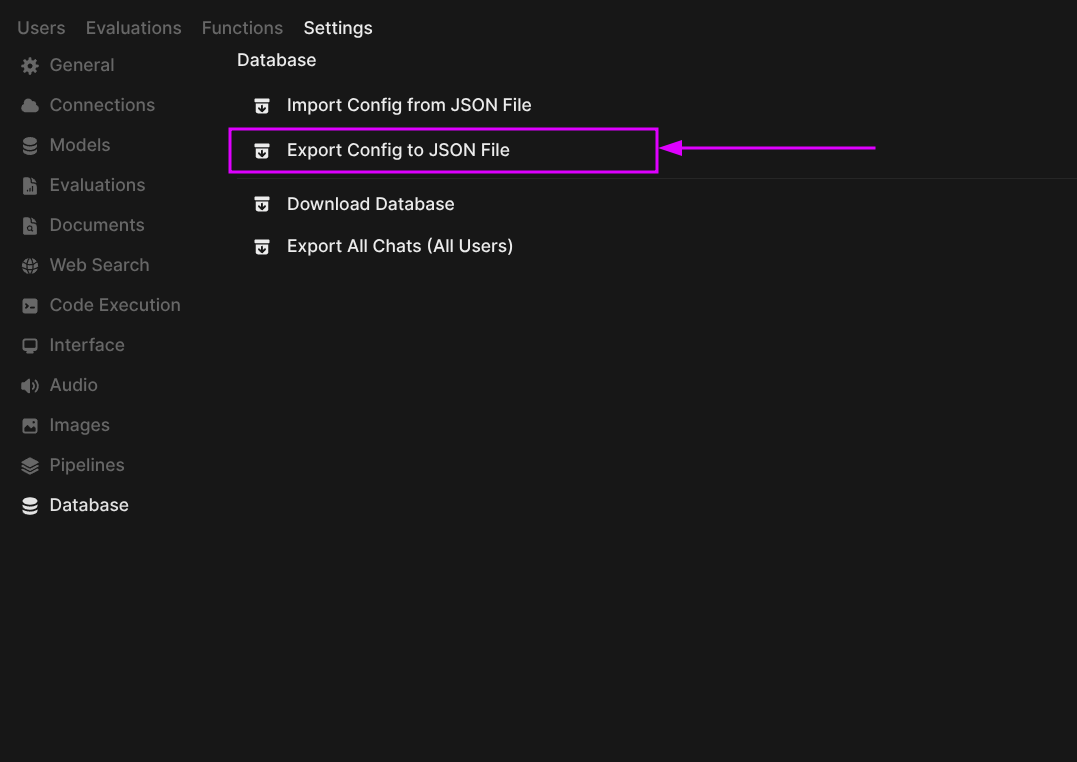 Users Evaluations Functions Settings
General
Connections
Models
Evaluations
Documents
Web Search
Code Execution
Interface
Audio
Images
Pipelines
Database
Database
Import Config from JSON File
Export Config to JSON File
Download Database
Export All Chats (All Users)